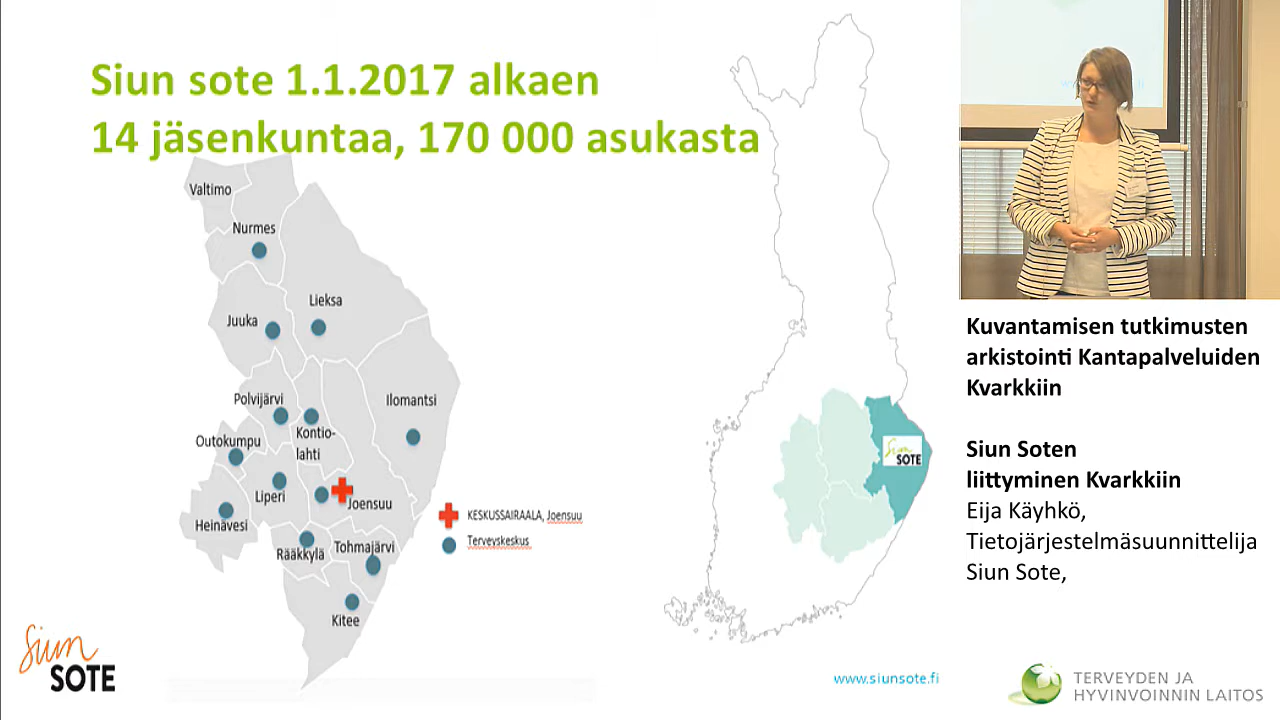 Siun sote 1.1.2017 alkaen
14 jäsenkuntaa, 170 000 asukasta
Valtimo
Nurmes
Lieksa
Juuka
Polvijärvi
Ilomantsi
Kontio-
lahti
Outokumpu
Liperi
Joensuu
Heinävesi
Rääkkylä
Tohmajärvi
Kitee
KESKUSSAIRAALA, Joensuu
Terveyskeskus
Siun
SOTE
Siun
SOTE
www.siunsote.fi
Kuvantamisen tutkimusten
arkistointi Kantapalveluiden
Kvarkkiin
Siun Soten
liittyminen Kvarkkiin
Eija Käyhkö,
Tietojärjestelmäsuunnittelija
Siun Sote,
TERVEYDEN JA
HYVINVOINNIN LAITOS